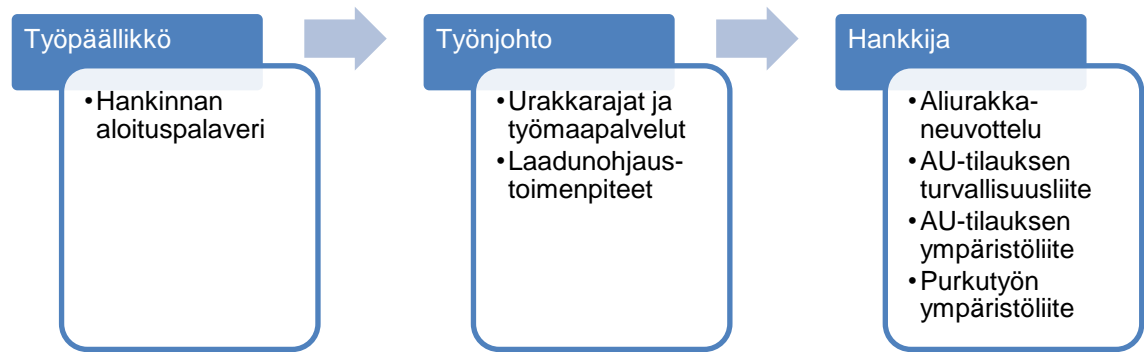 Työpäällikkö
•Hankinnan
aloituspalaveri
Työnjohto
•Urakkarajat ja
työmaapalvelut
•Laadunohjaus-
toimenpiteet
Hankkija
•Aliurakka-
neuvottelu
•AU-tilauksen
turvallisuusliite
•AU-tilauksen
ympäristöliite
•Purkutyön
ympäristöliite